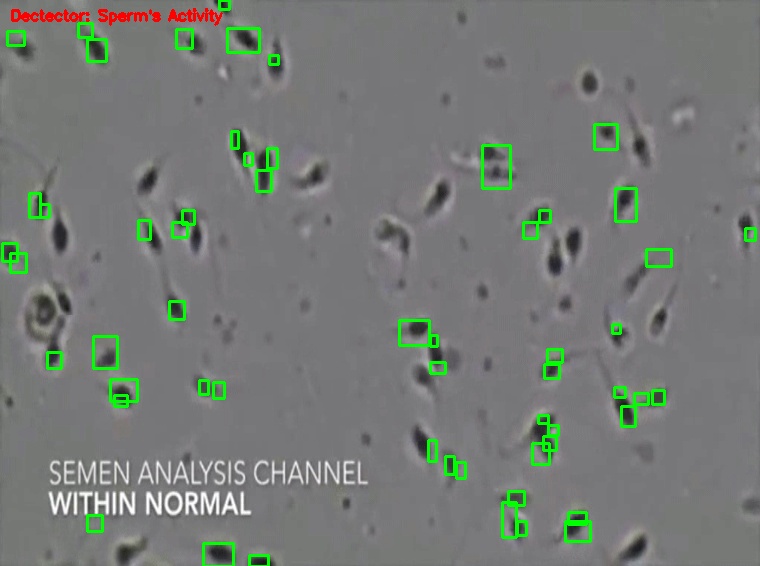 Dectector: Sperm's Activity
SEMEN ANALYSIS CHANNEL
WITHIN NORMAL